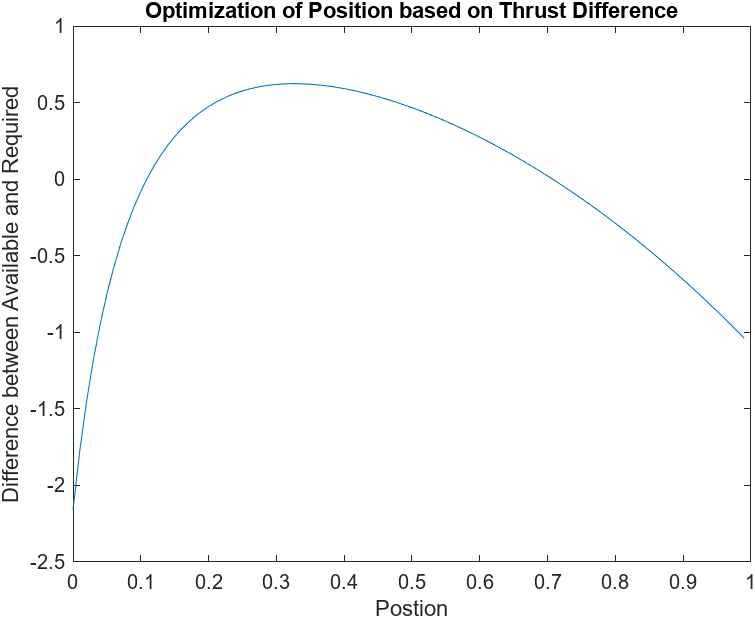 Optimization of Position based on Thrust Difference
Difference between Available and Required
1
0.5
0
-0.5
-1
-1.5
-2
-2.5
0 0.1 0.2 0.3 0.4 0.5 0.6 0.7 0.8 0.9 1
Postion